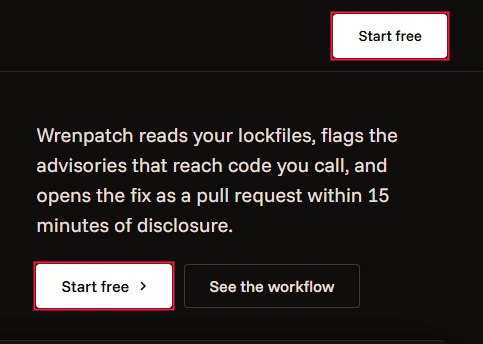 Start free
Wrenpatch reads your lockfiles, flags the
advisories that reach code you call, and
opens the fix as a pull request within 15
minutes of disclosure.
Start free
See the workflow